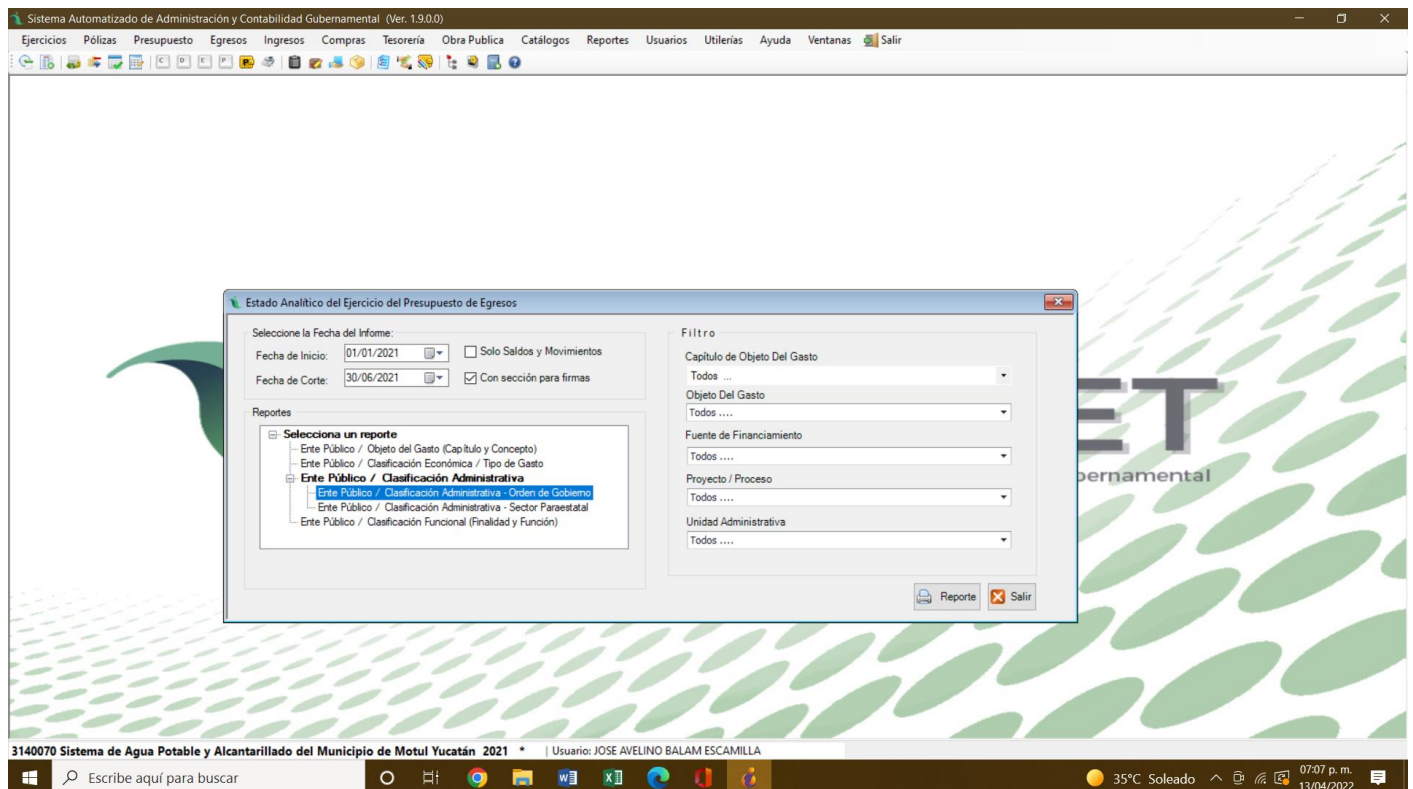 Sistema Automatizado de Administración y Contabilidad Gubernamental (Ver. 1.9.0.0)
Ejercicios Pólizas Presupuesto Egresos Ingresos Compras Tesorería Obra Publica Catálogos Reportes Usuarios Utilerías Ayuda Ventanas Salir
C D E P P
Estado Analítico del Ejercicio del Presupuesto de Egresos
Seleccione la Fecha del Informe:
Fecha de Inicio: 01/01/2021 Solo Saldos y Movimientos
Fecha de Corte: 30/06/2021 Con sección para firmas
Reportes
Selecciona un reporte
Ente Público / Objeto del Gasto (Capítulo y Concepto)
Ente Público / Clasificación Económica / Tipo de Gasto
Ente Público / Clasificación Administrativa
Ente Público / Clasificación Administrativa - Orden de Gobierno
Ente Público / Clasificación Administrativa - Sector Paraestatal
Ente Público / Clasificación Funcional (Finalidad y Función)
Filtro
Capítulo de Objeto Del Gasto
Todos ...
Objeto Del Gasto
Todos ....
Fuente de Financiamiento
Todos ....
Proyecto / Proceso
Todos ....
Unidad Administrativa
Todos ....
Reporte Salir
ET
bernamental
3140070 Sistema de Agua Potable y Alcantarillado del Municipio de Motul Yucatán 2021 * | Usuario: JOSE AVELINO BALAM ESCAMILLA
Escribe aquí para buscar
35°C Soleado
07:07 p. m.
13/04/2022